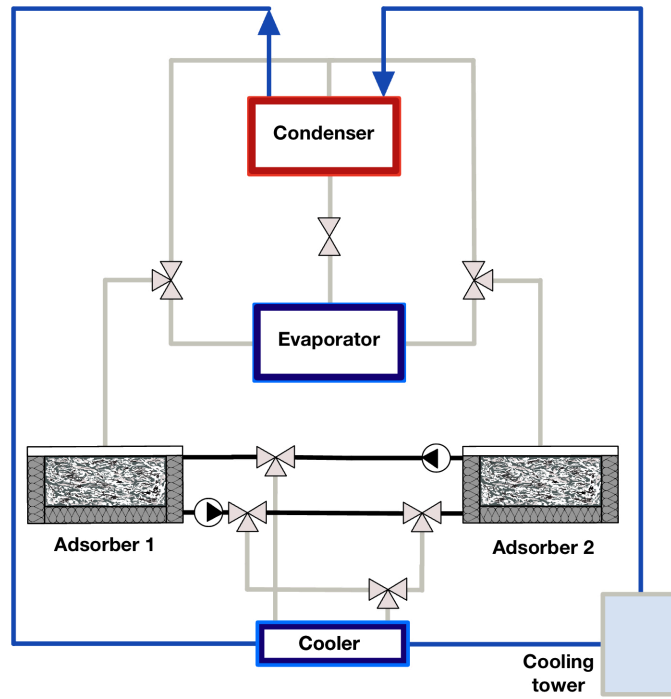 Condenser
Evaporator
Adsorber 1
Adsorber 2
Cooler
Cooling
tower